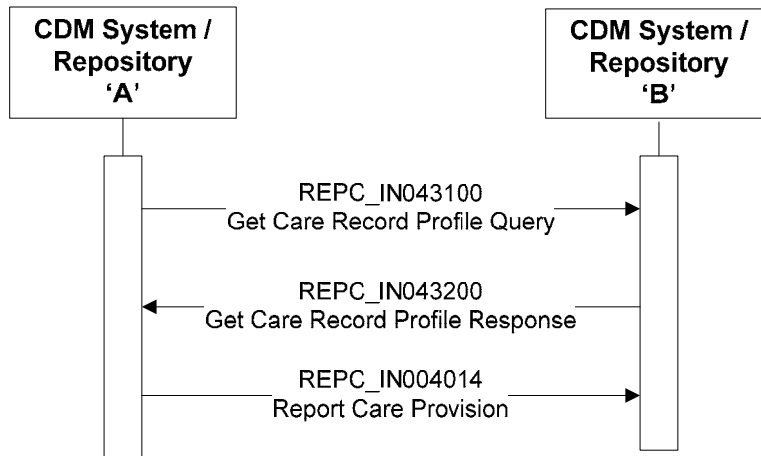 CDM System /
Repository
‘A’
CDM System /
Repository
‘B’
REPC_IN043100
Get Care Record Profile Query
REPC_IN043200
Get Care Record Profile Response
REPC_IN004014
Report Care Provision